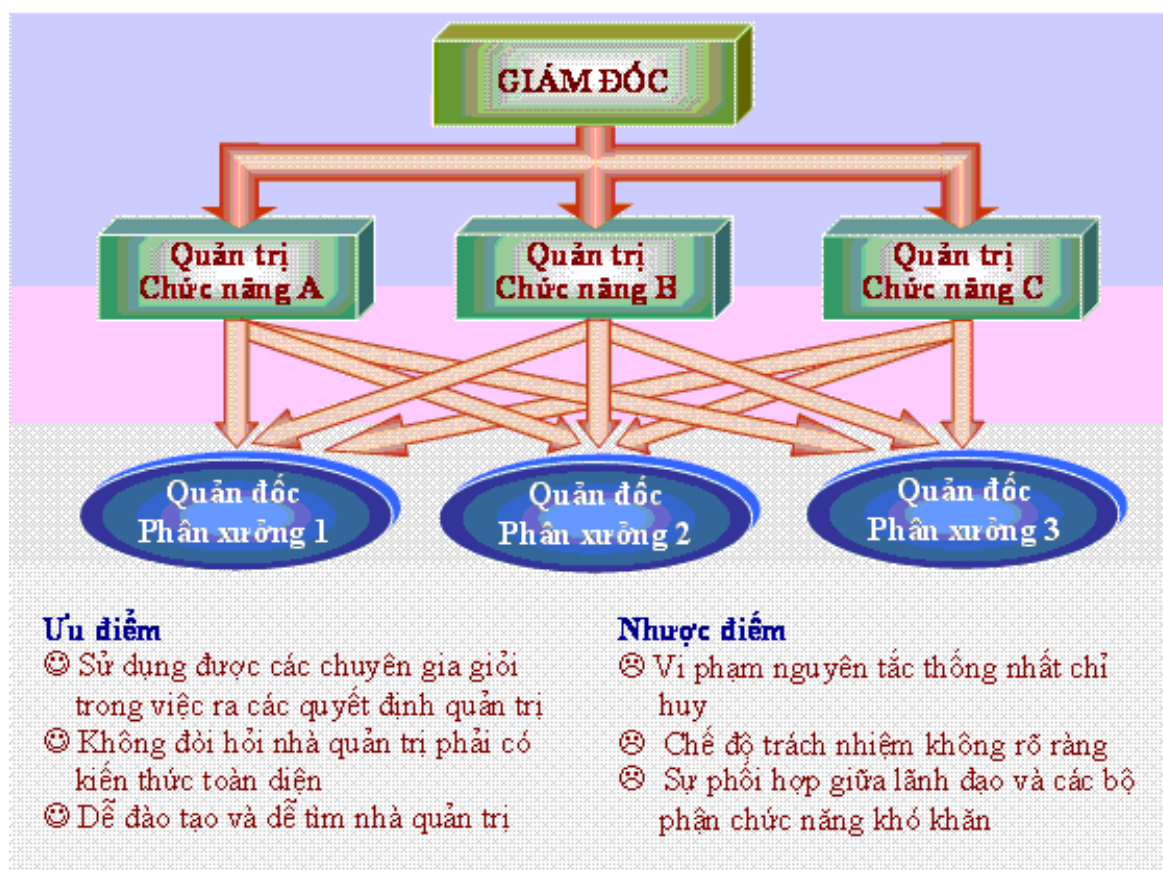 GIÁM ĐỐC
Quản trị
Chức năng A
Quản trị
Chức năng B
Quản trị
Chức năng C
Quản đốc
Phân xưởng 1
Quản đốc
Phân xưởng 2
Quản đốc
Phân xưởng 3
Ưu điểm
☺ Sử dụng được các chuyên gia giỏi
trong việc ra các quyết định quản trị
☺ Không đòi hỏi nhà quản trị phải có
kiến thức toàn diện
☺ Dễ đào tạo và dễ tìm nhà quản trị
Nhược điểm
☹ Vi phạm nguyên tắc thống nhất chỉ
huy
☹ Chế độ trách nhiệm không rõ ràng
☹ Sự phối hợp giữa lãnh đạo và các bộ
phận chức năng khó khăn